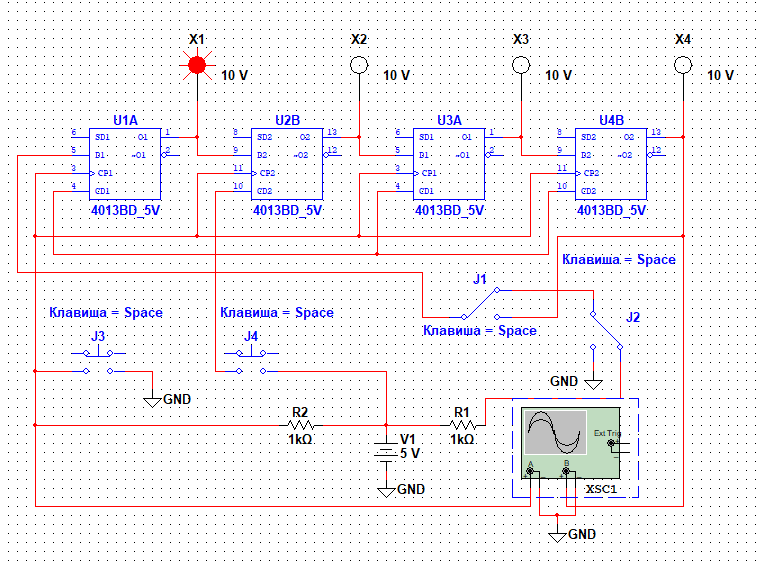 X1 X2 X3 X4
10 V 10 V 10 V 10 V
U1A U2B U3A U4B
6 SD1 O1 1 8 SD2 O2 13 6 SD1 O1 1 8 SD2 O2 13
5 D1 ~O1 2 9 D2 ~O2 12 5 D1 ~O1 2 9 D2 ~O2 12
3 CP1 11 CP2 3 CP1 11 CP2
4 CD1 10 CD2 4 CD1 10 CD2
4013BD_5V 4013BD_5V 4013BD_5V 4013BD_5V
Клавиша = Space
J1
Клавиша = Space Клавиша = Space
J2
Клавиша = Space
J3 J4
GND
GND
R2 R1
1kΩ 1kΩ
V1
5 V
Ext Trig
A B
XSC1
GND
GND